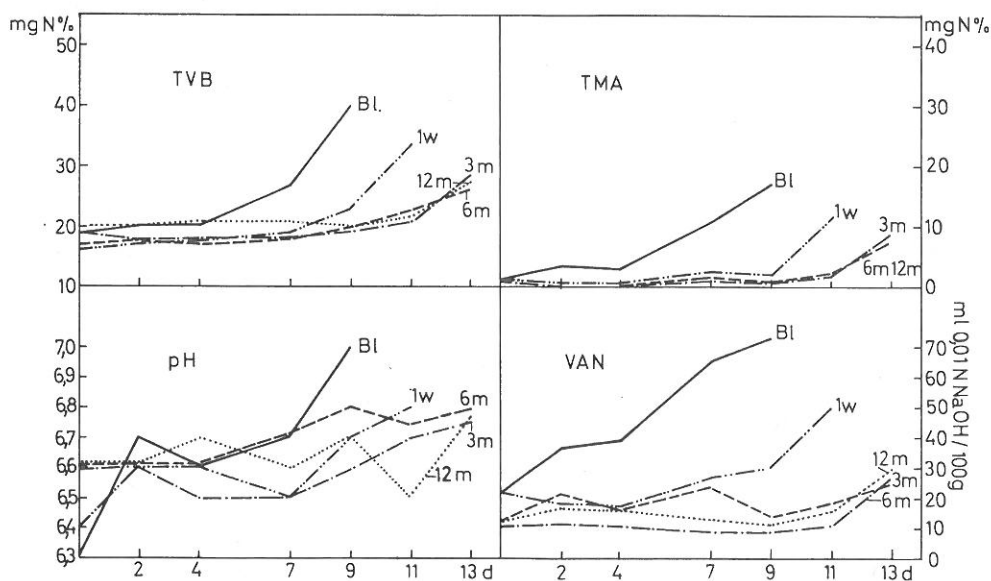 mg N%
50
40
30
20
10
TVB
Bl.
1w
3m
12m
6m
mg N%
40
30
20
10
0
TMA
Bl
1w
3m
6m 12m
7,0
6,9
6,8
6,7
6,6
6,5
6,4
6,3
pH
Bl
1w
6m
3m
12m
2 4 7 9 11 13 d
VAN
Bl
1w
12m
3m
6m
70
60
50
40
30
20
10
0
ml 0,01 N NaOH/100g
2 4 7 9 11 13 d